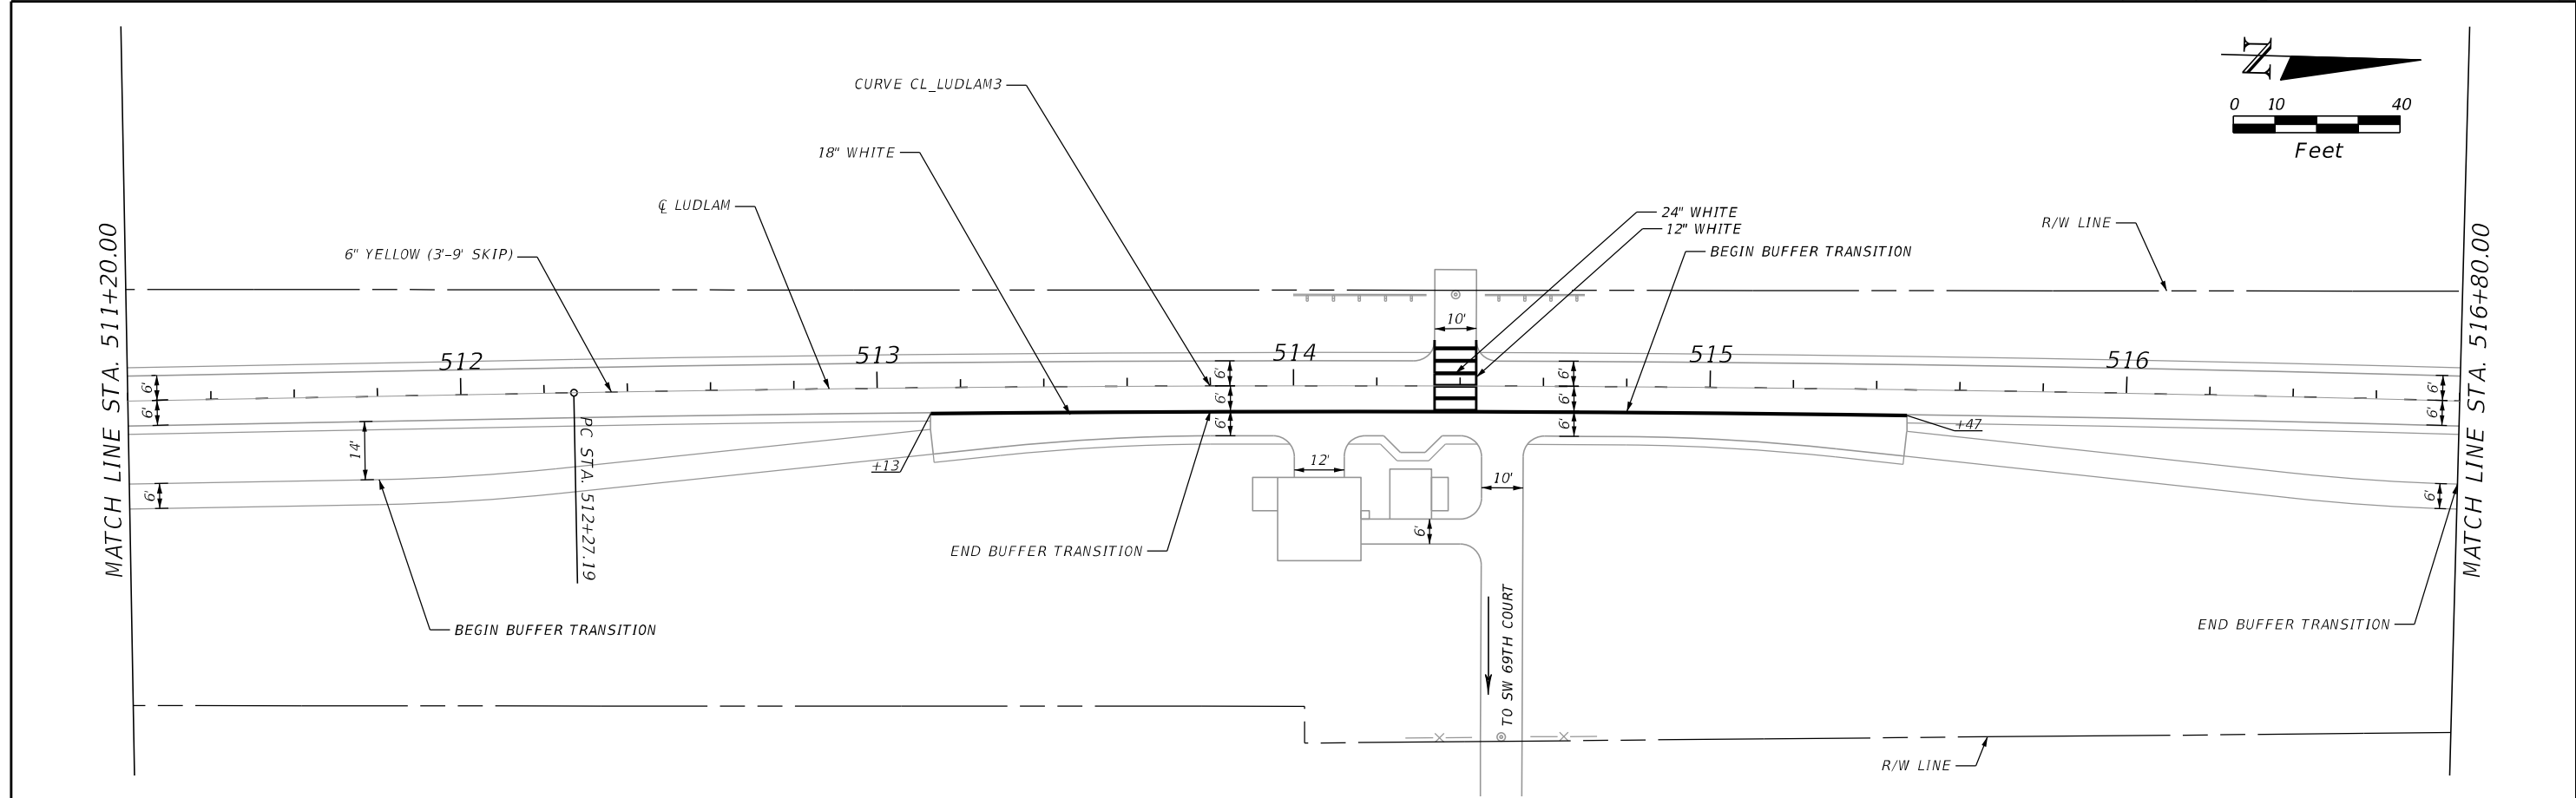 N
0 10 40
Feet
CURVE CL_LUDLAM3
18" WHITE
℄ LUDLAM
6" YELLOW (3'-9' SKIP)
24" WHITE
12" WHITE
BEGIN BUFFER TRANSITION
R/W LINE
MATCH LINE STA. 511+20.00
MATCH LINE STA. 516+80.00
10'
512 513 514 515 516
6' 6' 6' 6'
6' 6' 6' 6'
14' 6' 6'
+13
+47
PC STA. 512+27.19
12'
10'
6'
6'
6'
END BUFFER TRANSITION
BEGIN BUFFER TRANSITION
END BUFFER TRANSITION
TO SW 69TH COURT
R/W LINE